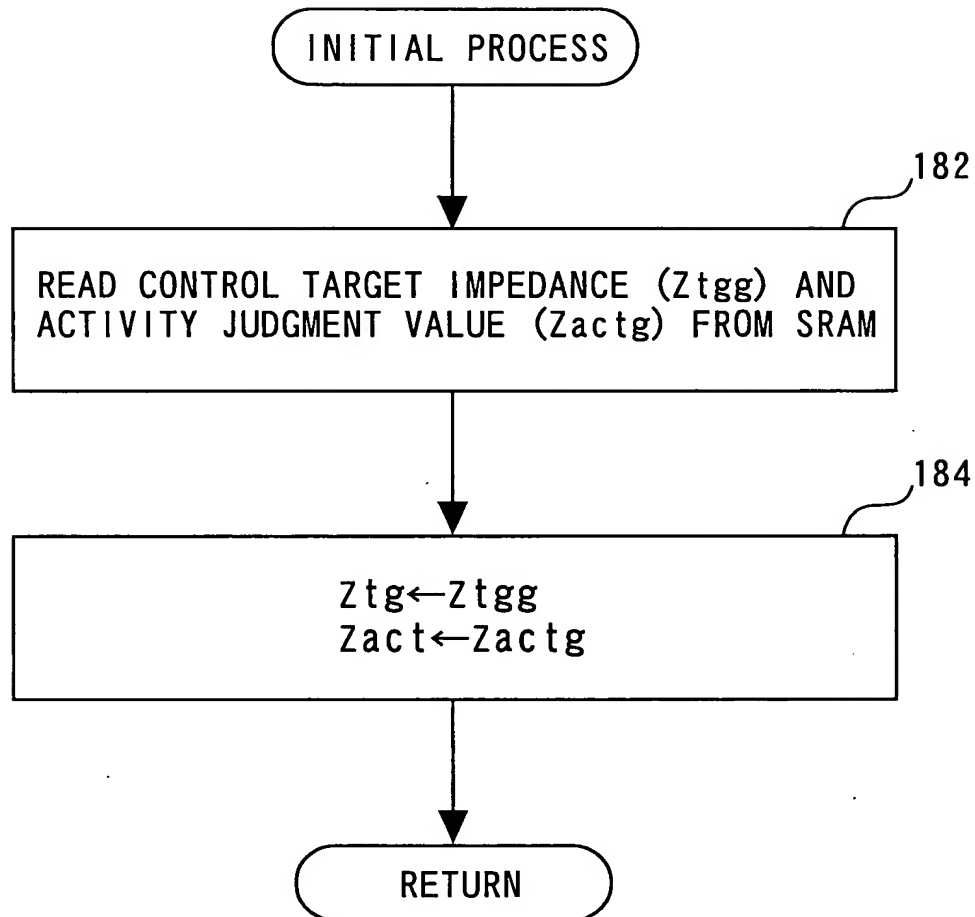 INITIAL PROCESS
182
READ CONTROL TARGET IMPEDANCE (Ztgg) AND
ACTIVITY JUDGMENT VALUE (Zactg) FROM SRAM
184
Ztg←Ztgg
Zact←Zactg
RETURN